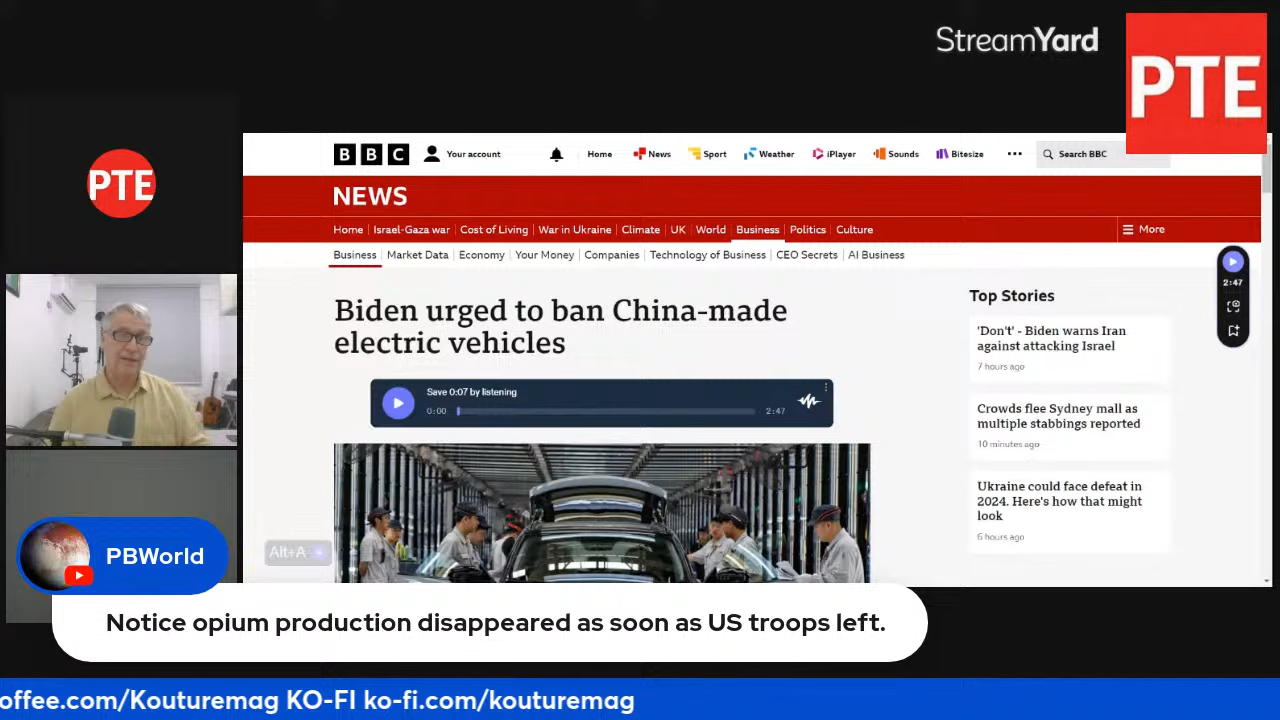 StreamYard
PTE
PTE
BBC Your account Home News Sport Weather iPlayer Sounds Bitesize Search BBC
NEWS
Home Israel-Gaza war Cost of Living War in Ukraine Climate UK World Business Politics Culture More
Business Market Data Economy Your Money Companies Technology of Business CEO Secrets AI Business
Biden urged to ban China-made
electric vehicles
Save 0:07 by listening
0:00 2:47
Top Stories
'Don't' - Biden warns Iran
against attacking Israel
7 hours ago
Crowds flee Sydney mall as
multiple stabbings reported
10 minutes ago
Ukraine could face defeat in
2024. Here's how that might
look
6 hours ago
2:47
Alt+A
PBWorld
Notice opium production disappeared as soon as US troops left.
offee.com/Kouturemag KO-FI ko-fi.com/kouturemag